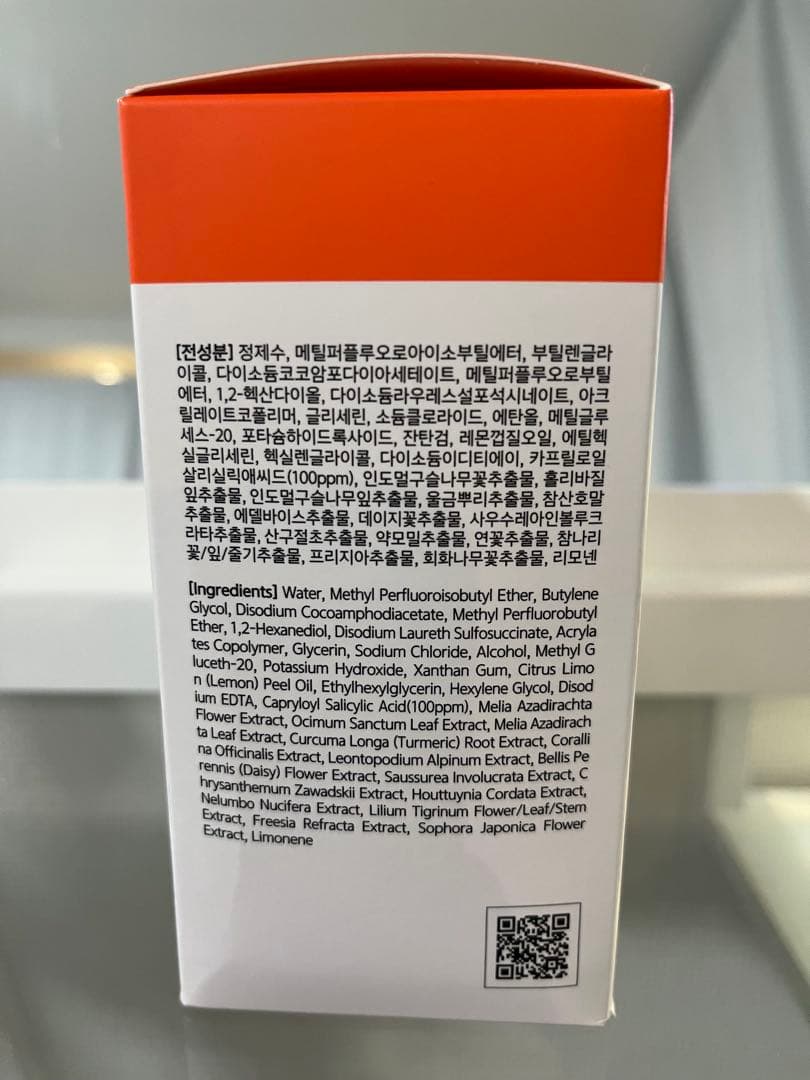 [전성분] 정제수, 메틸퍼플루오로아이소부틸에터, 부틸렌글라
이콜, 다이소듐코코암포다이아세테이트, 메틸퍼플루오로부틸
에터, 1,2-헥산다이올, 다이소듐라우레스설포석시네이트, 아크
릴레이트코폴리머, 글리세린, 소듐클로라이드, 에탄올, 메틸글루
세스-20, 포타슘하이드록사이드, 잔탄검, 레몬껍질오일, 에틸헥
실글리세린, 헥실렌글라이콜, 다이소듐이디티에이, 카프릴로일
살리실릭애씨드(100ppm), 인도멀구슬나무꽃추출물, 홀리바질
잎추출물, 인도멀구슬나무잎추출물, 울금뿌리추출물, 참산호말
추출물, 에델바이스추출물, 데이지꽃추출물, 사우수레아인볼루크
라타추출물, 산구절초추출물, 약모밀추출물, 연꽃추출물, 참나리
꽃/잎/줄기추출물, 프리지아추출물, 회화나무꽃추출물, 리모넨
[Ingredients] Water, Methyl Perfluoroisobutyl Ether, Butylene
Glycol, Disodium Cocoamphodiacetate, Methyl Perfluorobutyl
Ether, 1,2-Hexanediol, Disodium Laureth Sulfosuccinate, Acryla
tes Copolymer, Glycerin, Sodium Chloride, Alcohol, Methyl G
luceth-20, Potassium Hydroxide, Xanthan Gum, Citrus Limo
n (Lemon) Peel Oil, Ethylhexylglycerin, Hexylene Glycol, Disod
ium EDTA, Capryloyl Salicylic Acid(100ppm), Melia Azadirachta
Flower Extract, Ocimum Sanctum Leaf Extract, Melia Azadirach
ta Leaf Extract, Curcuma Longa (Turmeric) Root Extract, Corali
na Officinalis Extract, Leontopodium Alpinum Extract, Bellis Pe
rennis (Daisy) Flower Extract, Saussurea Involucrata Extract, C
hrysanthemum Zawadskii Extract, Houttuynia Cordata Extract,
Nelumbo Nucifera Extract, Lilium Tigrinum Flower/Leaf/Stem
Extract, Freesia Refracta Extract, Sophora Japonica Flower
Extract, Limonene